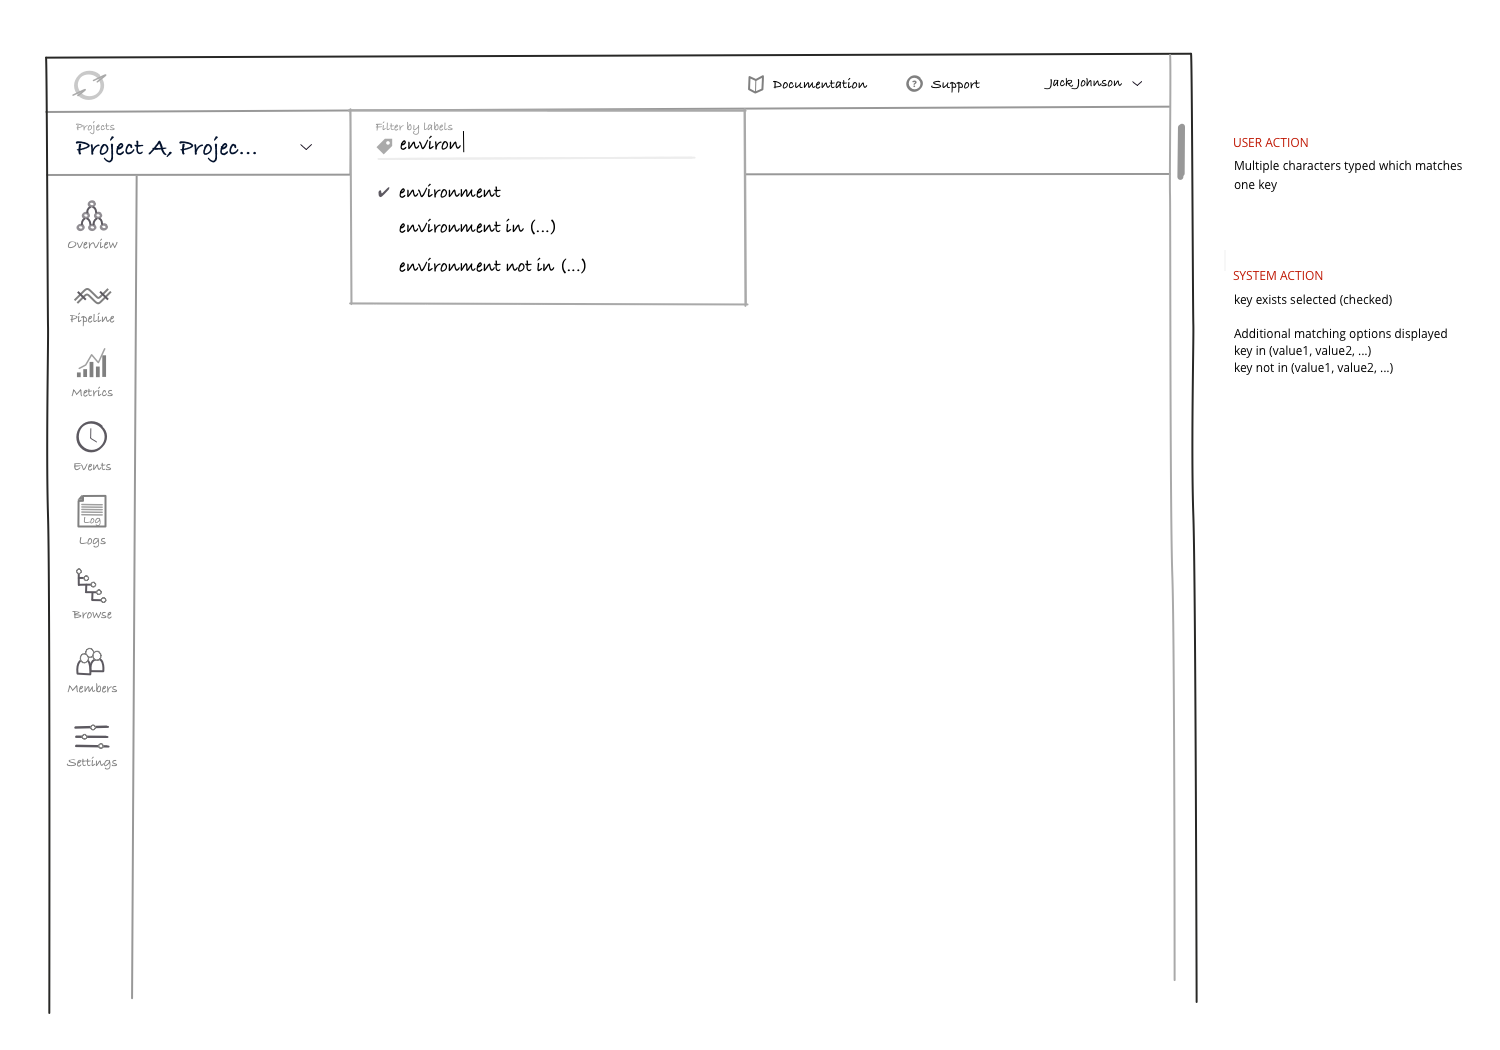 Documentation
Support
Jack Johnson
Projects
Project A, Projec...
Filter by labels
environ
environment
environment in (...)
environment not in (...)
Overview
Pipeline
Metrics
Events
Log
Logs
Browse
Members
Settings
USER ACTION
Multiple characters typed which matches
one key
SYSTEM ACTION
key exists selected (checked)
Additional matching options displayed
key in (value1, value2, ...)
key not in (value1, value2, ...)